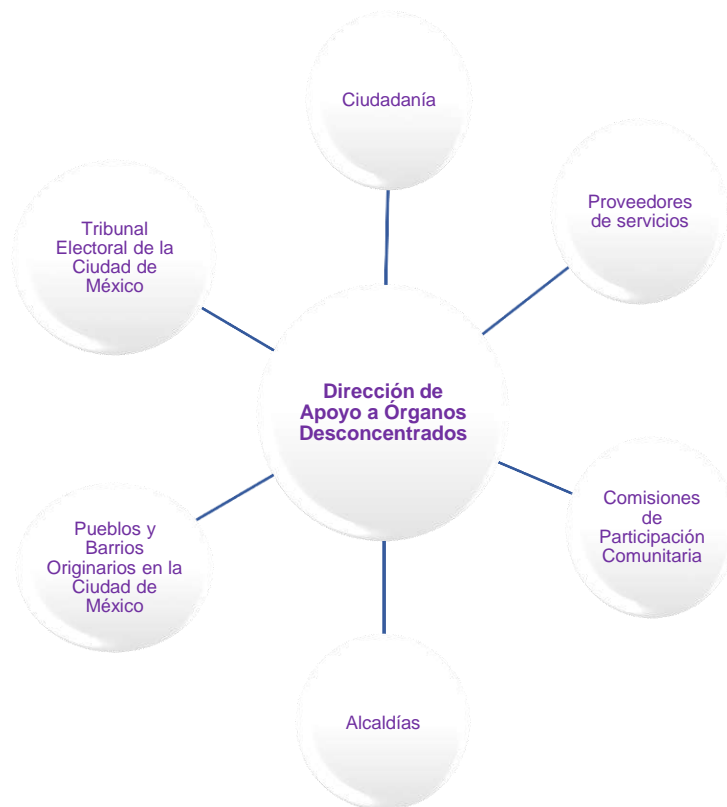 Ciudadanía
Proveedores
de servicios
Tribunal
Electoral de la
Ciudad de
México
Dirección de
Apoyo a Órganos
Desconcentrados
Comisiones
de
Participación
Comunitaria
Pueblos y
Barrios
Originarios en la
Ciudad de
México
Alcaldías